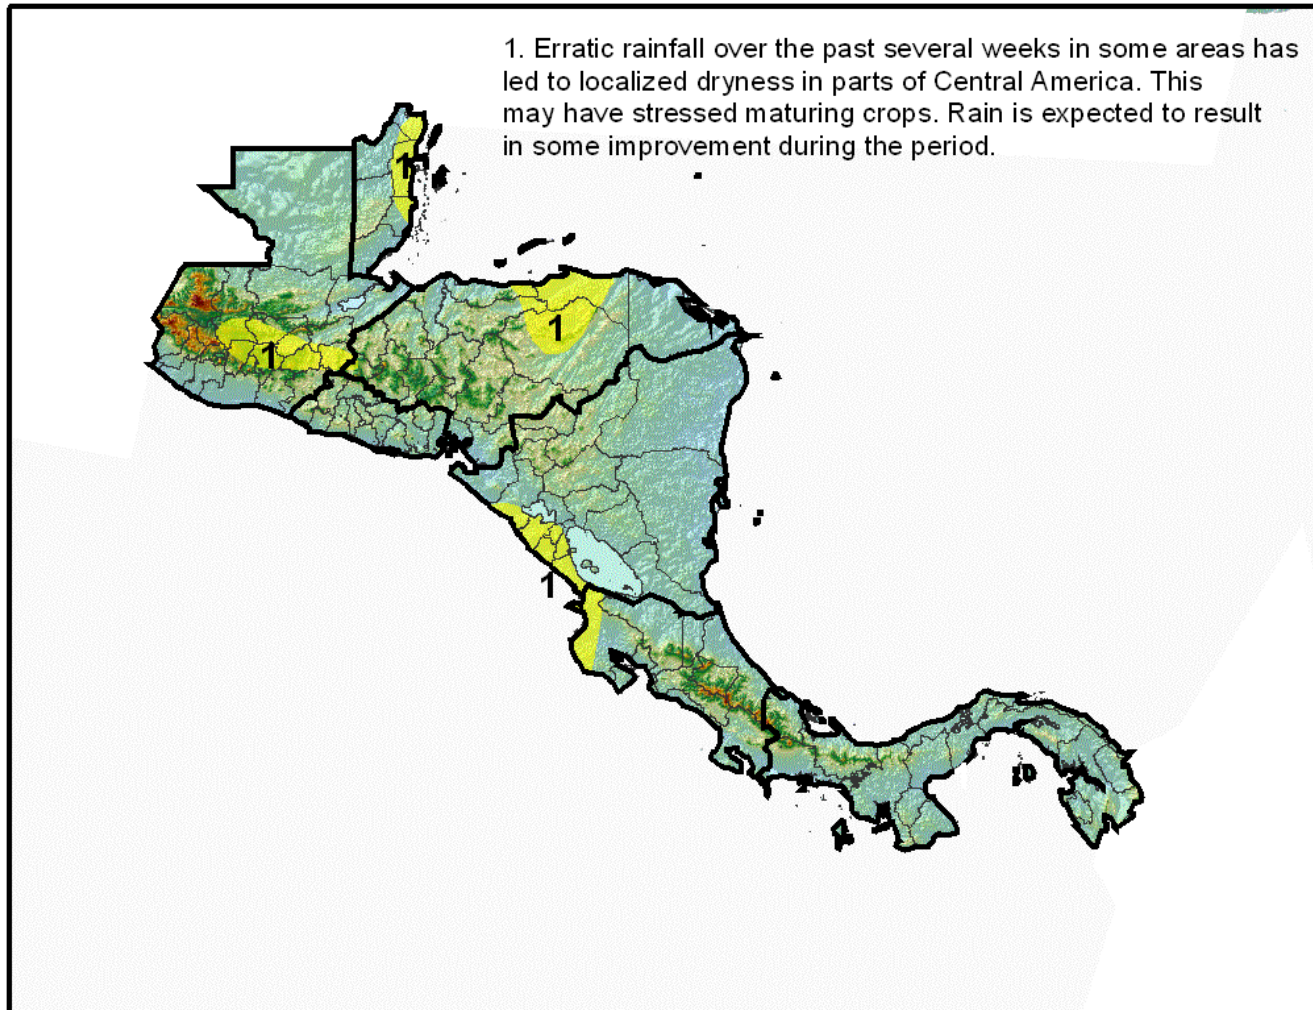 1. Erratic rainfall over the past several weeks in some areas has
led to localized dryness in parts of Central America. This
may have stressed maturing crops. Rain is expected to result
in some improvement during the period.
1
1
1
1